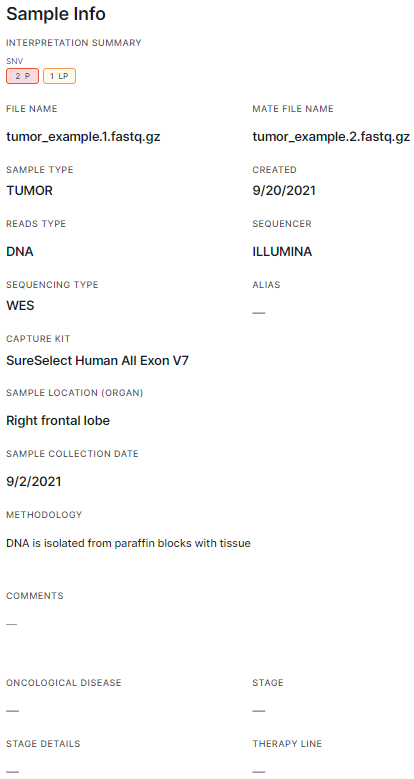 Sample Info
INTERPRETATION SUMMARY
SNV
2 P 1 LP
FILE NAME MATE FILE NAME
tumor_example.1.fastq.gz tumor_example.2.fastq.gz
SAMPLE TYPE CREATED
TUMOR 9/20/2021
READS TYPE SEQUENCER
DNA ILLUMINA
SEQUENCING TYPE ALIAS
WES —
CAPTURE KIT
SureSelect Human All Exon V7
SAMPLE LOCATION (ORGAN)
Right frontal lobe
SAMPLE COLLECTION DATE
9/2/2021
METHODOLOGY
DNA is isolated from paraffin blocks with tissue
COMMENTS
—
ONCOLOGICAL DISEASE STAGE
— —
STAGE DETAILS THERAPY LINE
— —